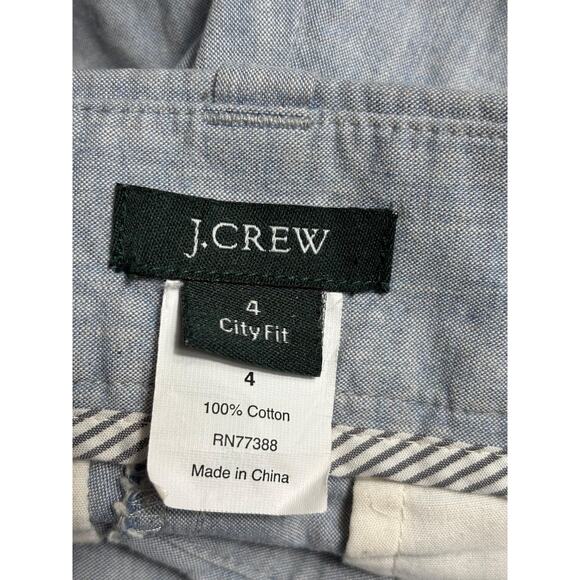 J.CREW
4
City Fit
4
100% Cotton
RN77388
Made in China